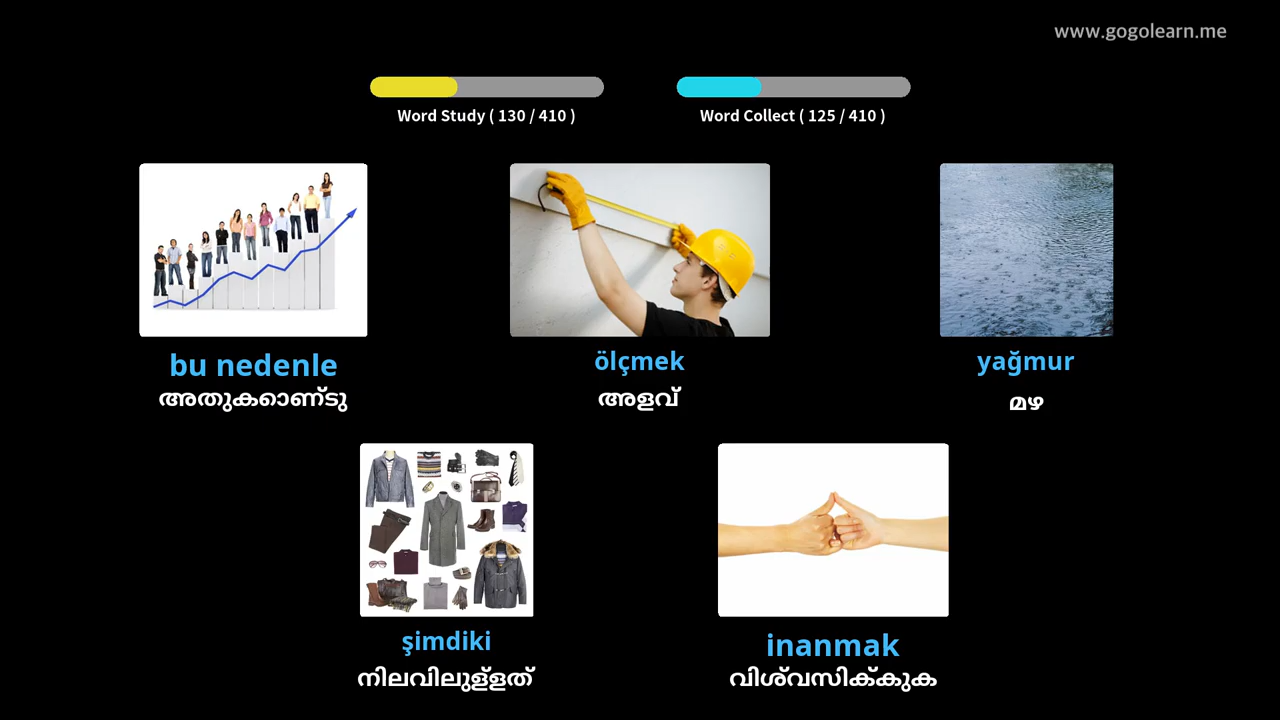 www.gogolearn.me
Word Study ( 130 / 410 )
Word Collect ( 125 / 410 )
bu nedenle
അതുകൊണ്ടു
ölçmek
അളവ്
yağmur
മഴ
şimdiki
നിലവിലുള്ളത്
inanmak
വിശ്വസിക്കുക